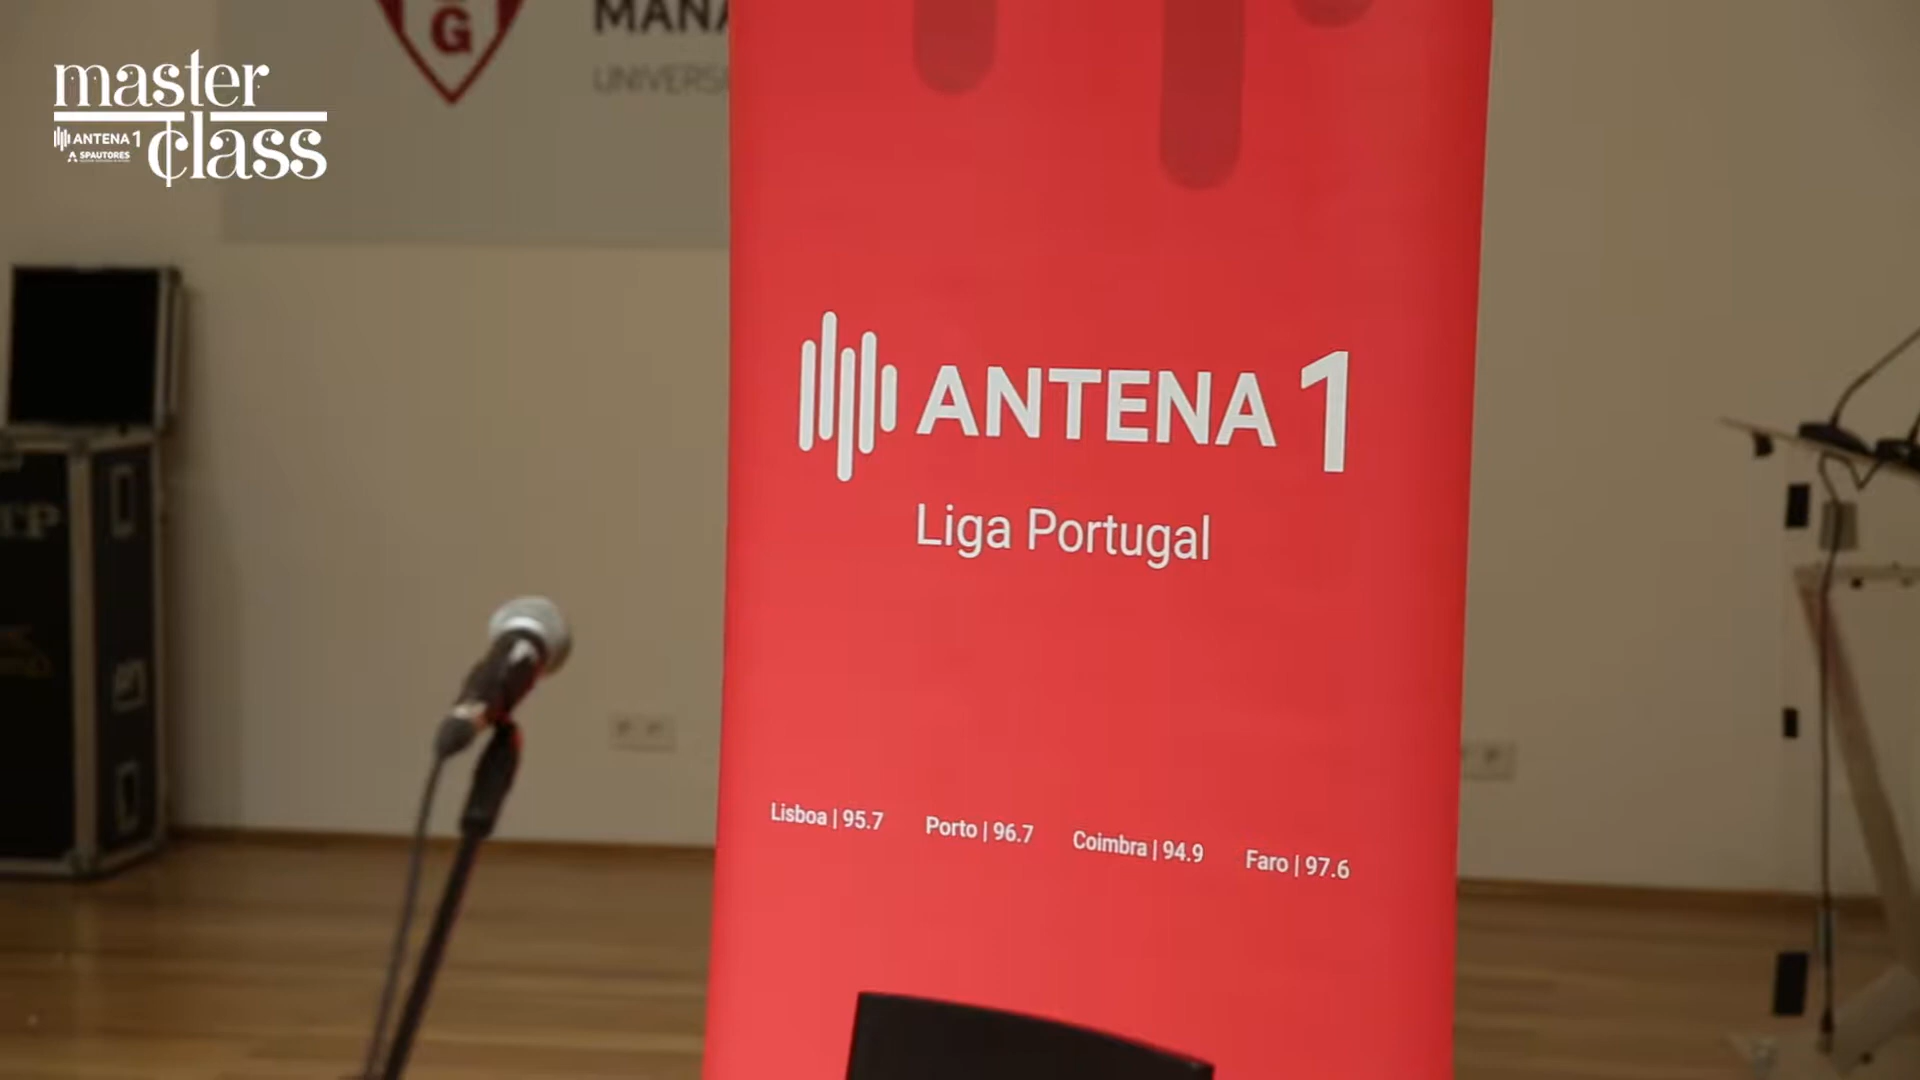 master
class
ANTENA 1
SPAUTORES
G
ANTENA 1
Liga Portugal
Lisboa | 95.7 Porto | 96.7 Coimbra | 94.9 Faro | 97.6